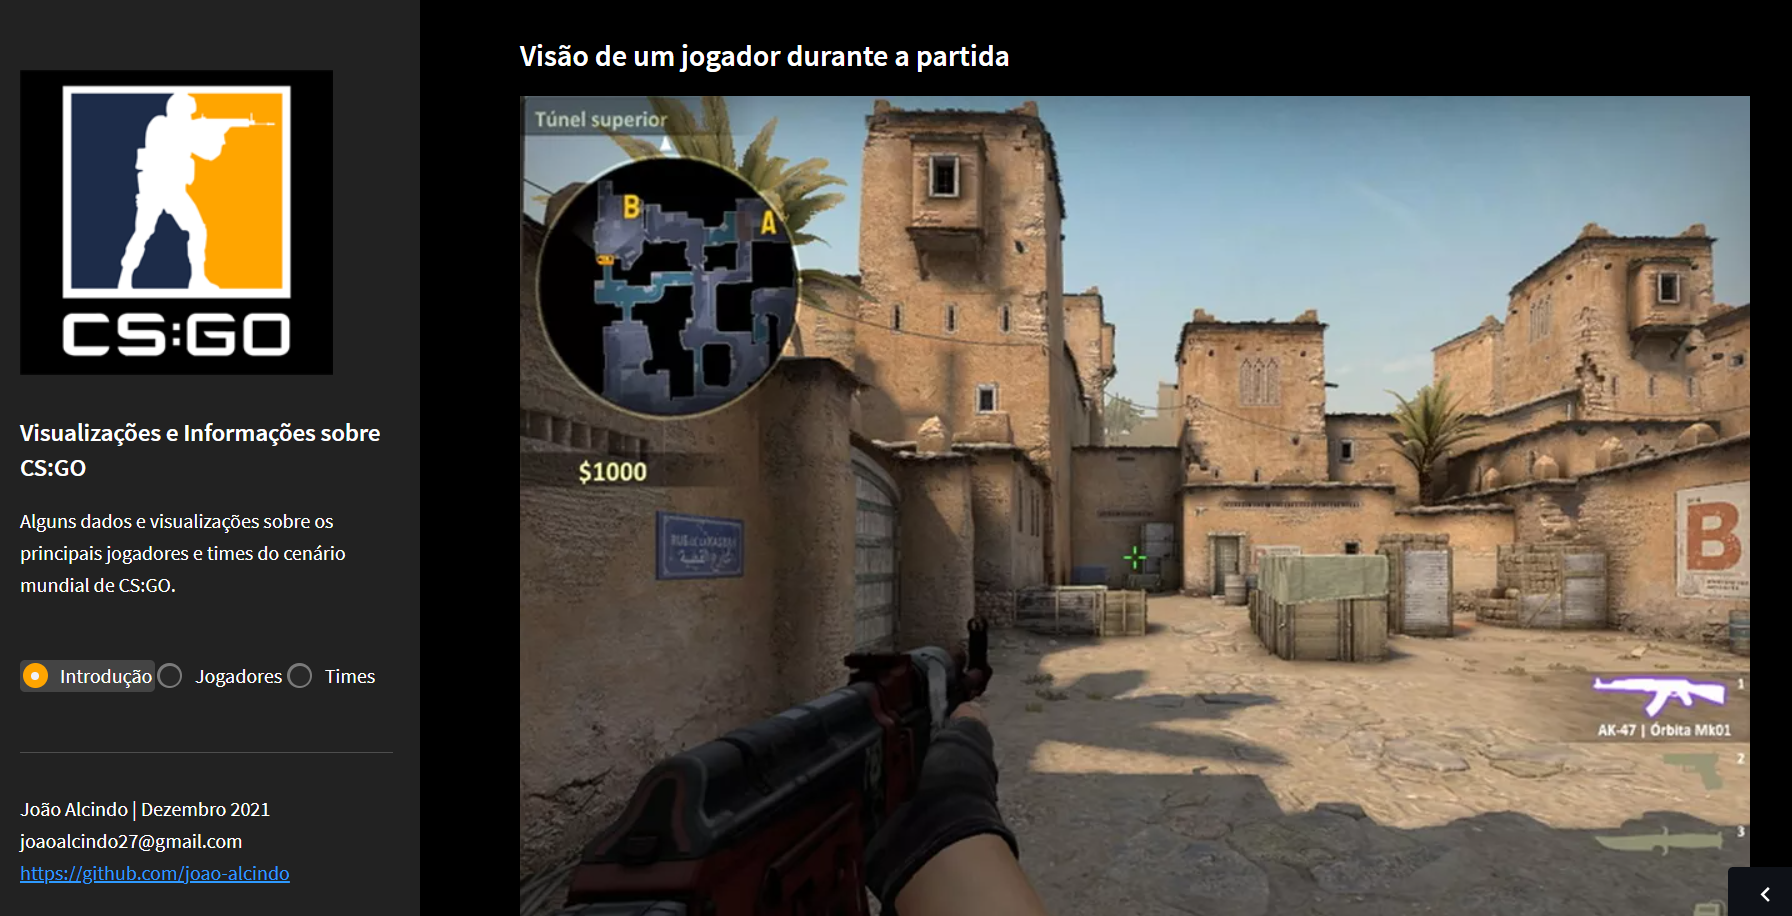 CS:GO
Visualizações e Informações sobre
CS:GO
Alguns dados e visualizações sobre os
principais jogadores e times do cenário
mundial de CS:GO.
Introdução
Jogadores
Times
João Alcindo | Dezembro 2021
joaoalcindo27@gmail.com
https://github.com/joao-alcindo
Visão de um jogador durante a partida
Túnel superior
B
A
$1000
B
1
AK-47 | Órbita Mk01
2
3